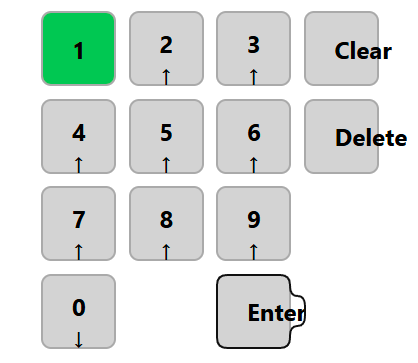 1 2 3 Clear
↑ ↑
4 5 6 Delete
↑ ↑ ↑
7 8 9
↑ ↑ ↑
0 Enter
↓